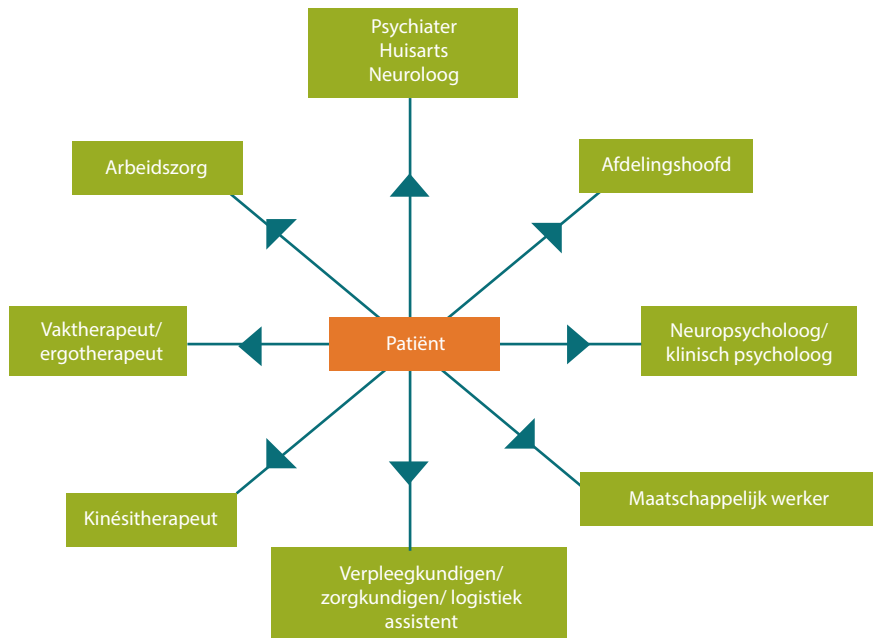 Psychiater
Huisarts
Neuroloog
Arbeidszorg
Afdelingshoofd
Vaktherapeut/
ergotherapeut
Patiënt
Neuropsycholoog/
klinisch psycholoog
Kinésitherapeut
Maatschappelijk werker
Verpleegkundigen/
zorgkundigen/ logistiek
assistent